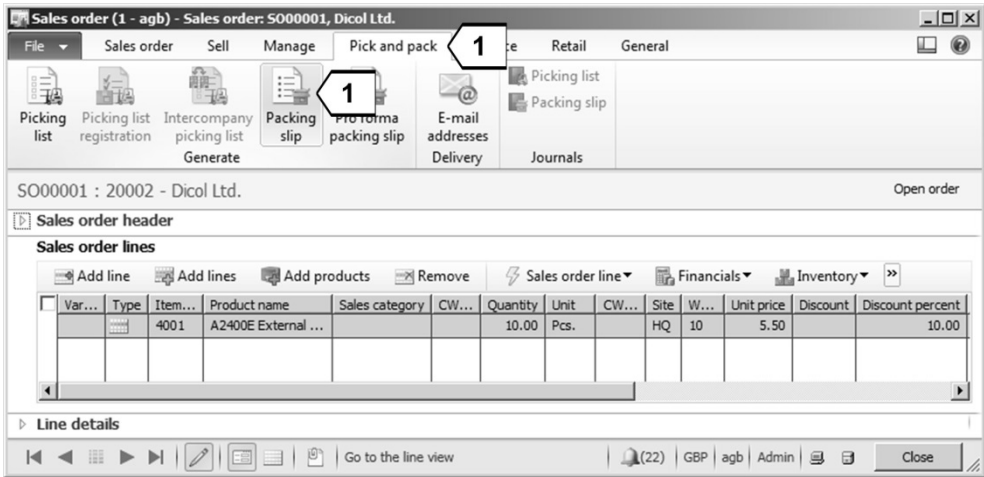 Sales order (1 - agb) - Sales order: SO00001, Dicol Ltd.
File Sales order Sell Manage Pick and pack 1 ce Retail General
Picking list
Packing slip
1
Picking list
Picking list registration
Intercompany picking list
Packing slip
Pro forma packing slip
E-mail addresses
Generate Delivery Journals
SO00001 : 20002 - Dicol Ltd. Open order
Sales order header
Sales order lines
Add line Add lines Add products Remove Sales order line Financials Inventory »
Var... Type Item... Product name Sales category CW... Quantity Unit CW... Site W... Unit price Discount Discount percent
4001 A2400E External ... 10.00 Pcs. HQ 10 5.50 10.00
Line details
Go to the line view (22) GBP agb Admin Close